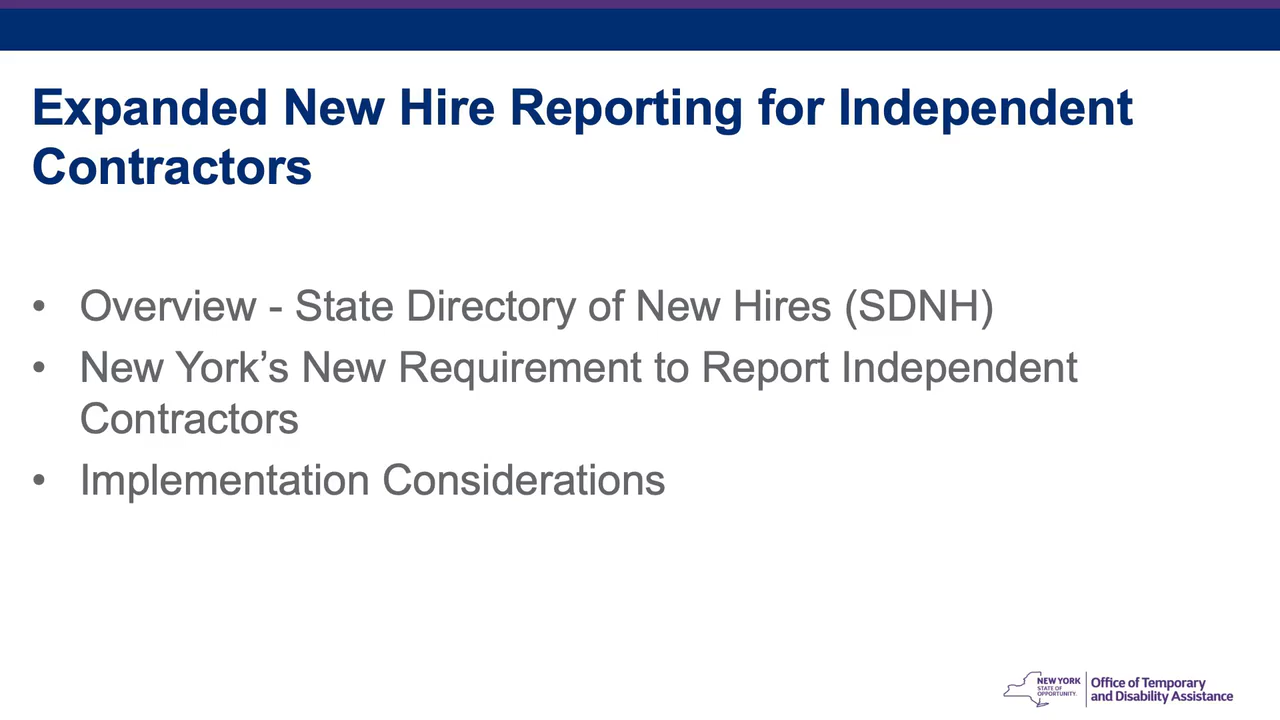 Expanded New Hire Reporting for Independent
Contractors
• Overview - State Directory of New Hires (SDNH)
• New York’s New Requirement to Report Independent
Contractors
• Implementation Considerations
NEW YORK
STATE OF
OPPORTUNITY.
Office of Temporary
and Disability Assistance